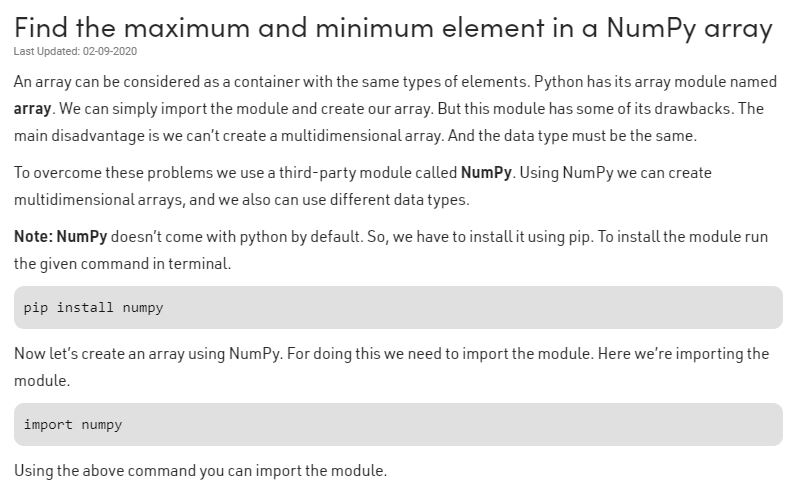 Find the maximum and minimum element in a NumPy array
Last Updated: 02-09-2020
An array can be considered as a container with the same types of elements. Python has its array module named
array. We can simply import the module and create our array. But this module has some of its drawbacks. The
main disadvantage is we can’t create a multidimensional array. And the data type must be the same.
To overcome these problems we use a third-party module called NumPy. Using NumPy we can create
multidimensional arrays, and we also can use different data types.
Note: NumPy doesn’t come with python by default. So, we have to install it using pip. To install the module run
the given command in terminal.
pip install numpy
Now let’s create an array using NumPy. For doing this we need to import the module. Here we’re importing the
module.
import numpy
Using the above command you can import the module.